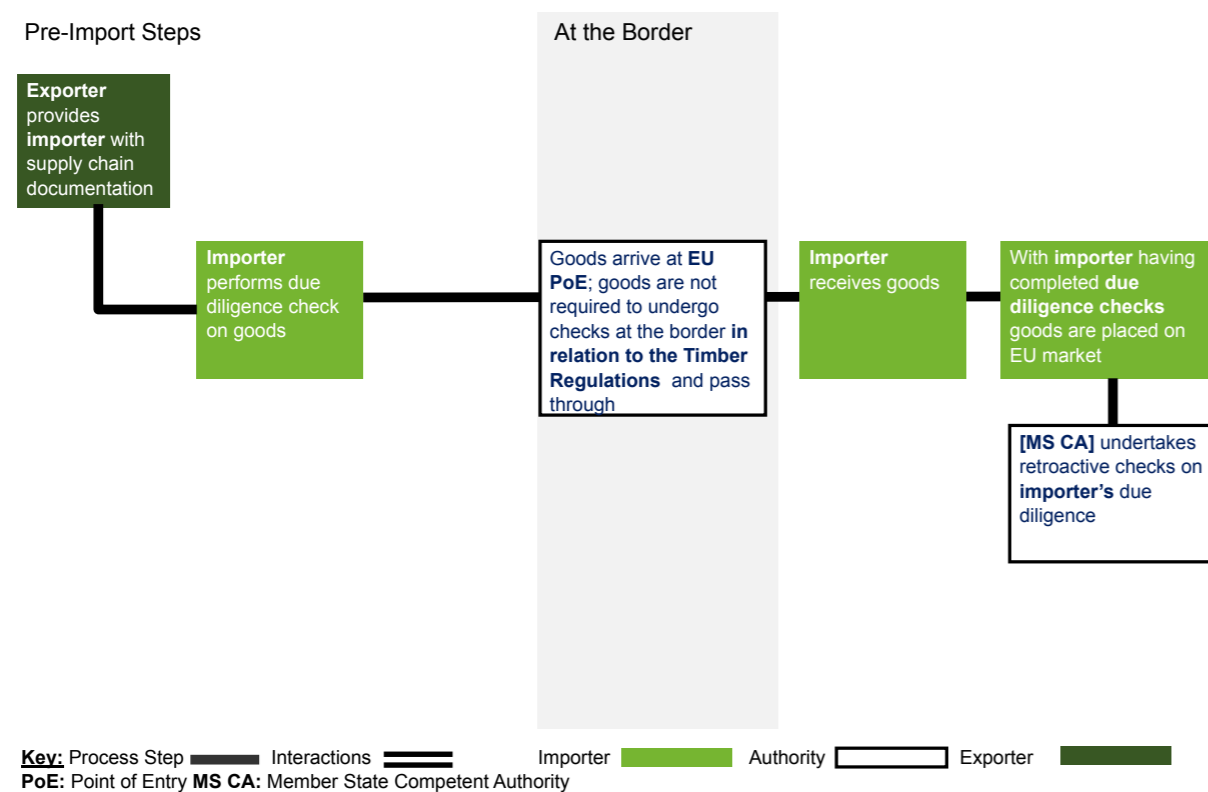 Pre-Import Steps
At the Border
Exporter
provides
importer with
supply chain
documentation
Importer
performs due
diligence check
on goods
Goods arrive at EU
PoE; goods are not
required to undergo
checks at the border in
relation to the Timber
Regulations and pass
through
Importer
receives goods
With importer having
completed due
diligence checks
goods are placed on
EU market
[MS CA] undertakes
retroactive checks on
importer’s due
diligence
Key: Process Step Interactions Importer Authority Exporter
PoE: Point of Entry MS CA: Member State Competent Authority